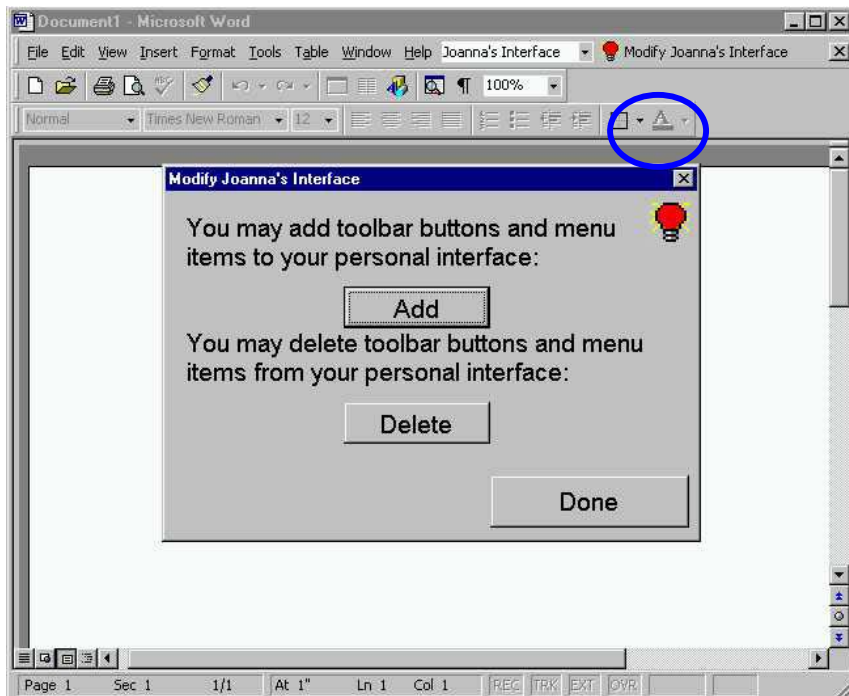 Document1 - Microsoft Word
File Edit View Insert Format Tools Table Window Help Joanna's Interface Modify Joanna's Interface
100%
Normal Times New Roman 12
Modify Joanna's Interface
You may add toolbar buttons and menu
items to your personal interface:
Add
You may delete toolbar buttons and menu
items from your personal interface:
Delete
Done
Page 1 Sec 1 1/1 At 1" Ln 1 Col 1 REC TRK EXT OVR